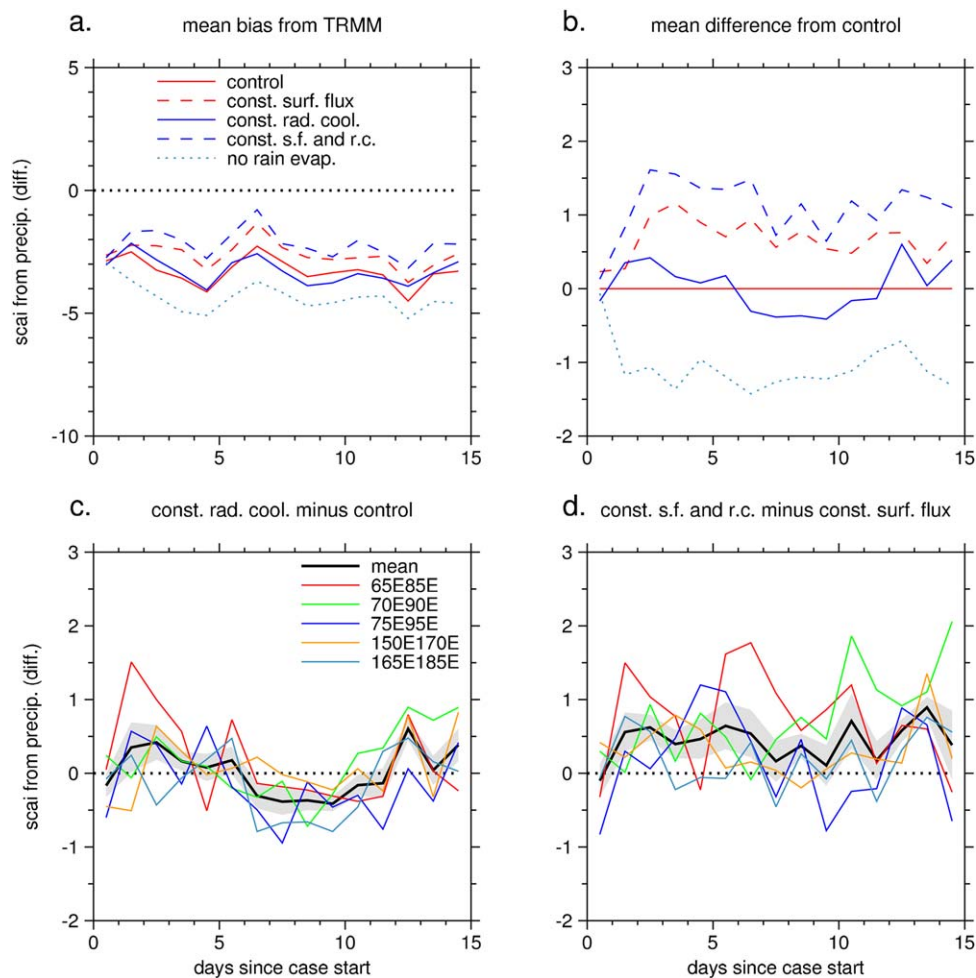 a. mean bias from TRMM
b. mean difference from control
5
0
-5
-10
scai from precip. (diff.)
control
const. surf. flux
const. rad. cool.
const. s.f. and r.c.
no rain evap.
0 5 10 15
3
2
1
0
-1
-2
0 5 10 15
c. const. rad. cool. minus control
d. const. s.f. and r.c. minus const. surf. flux
3
2
1
0
-1
-2
scai from precip. (diff.)
mean
65E85E
70E90E
75E95E
150E170E
165E185E
0 5 10 15
days since case start
3
2
1
0
-1
-2
0 5 10 15
days since case start